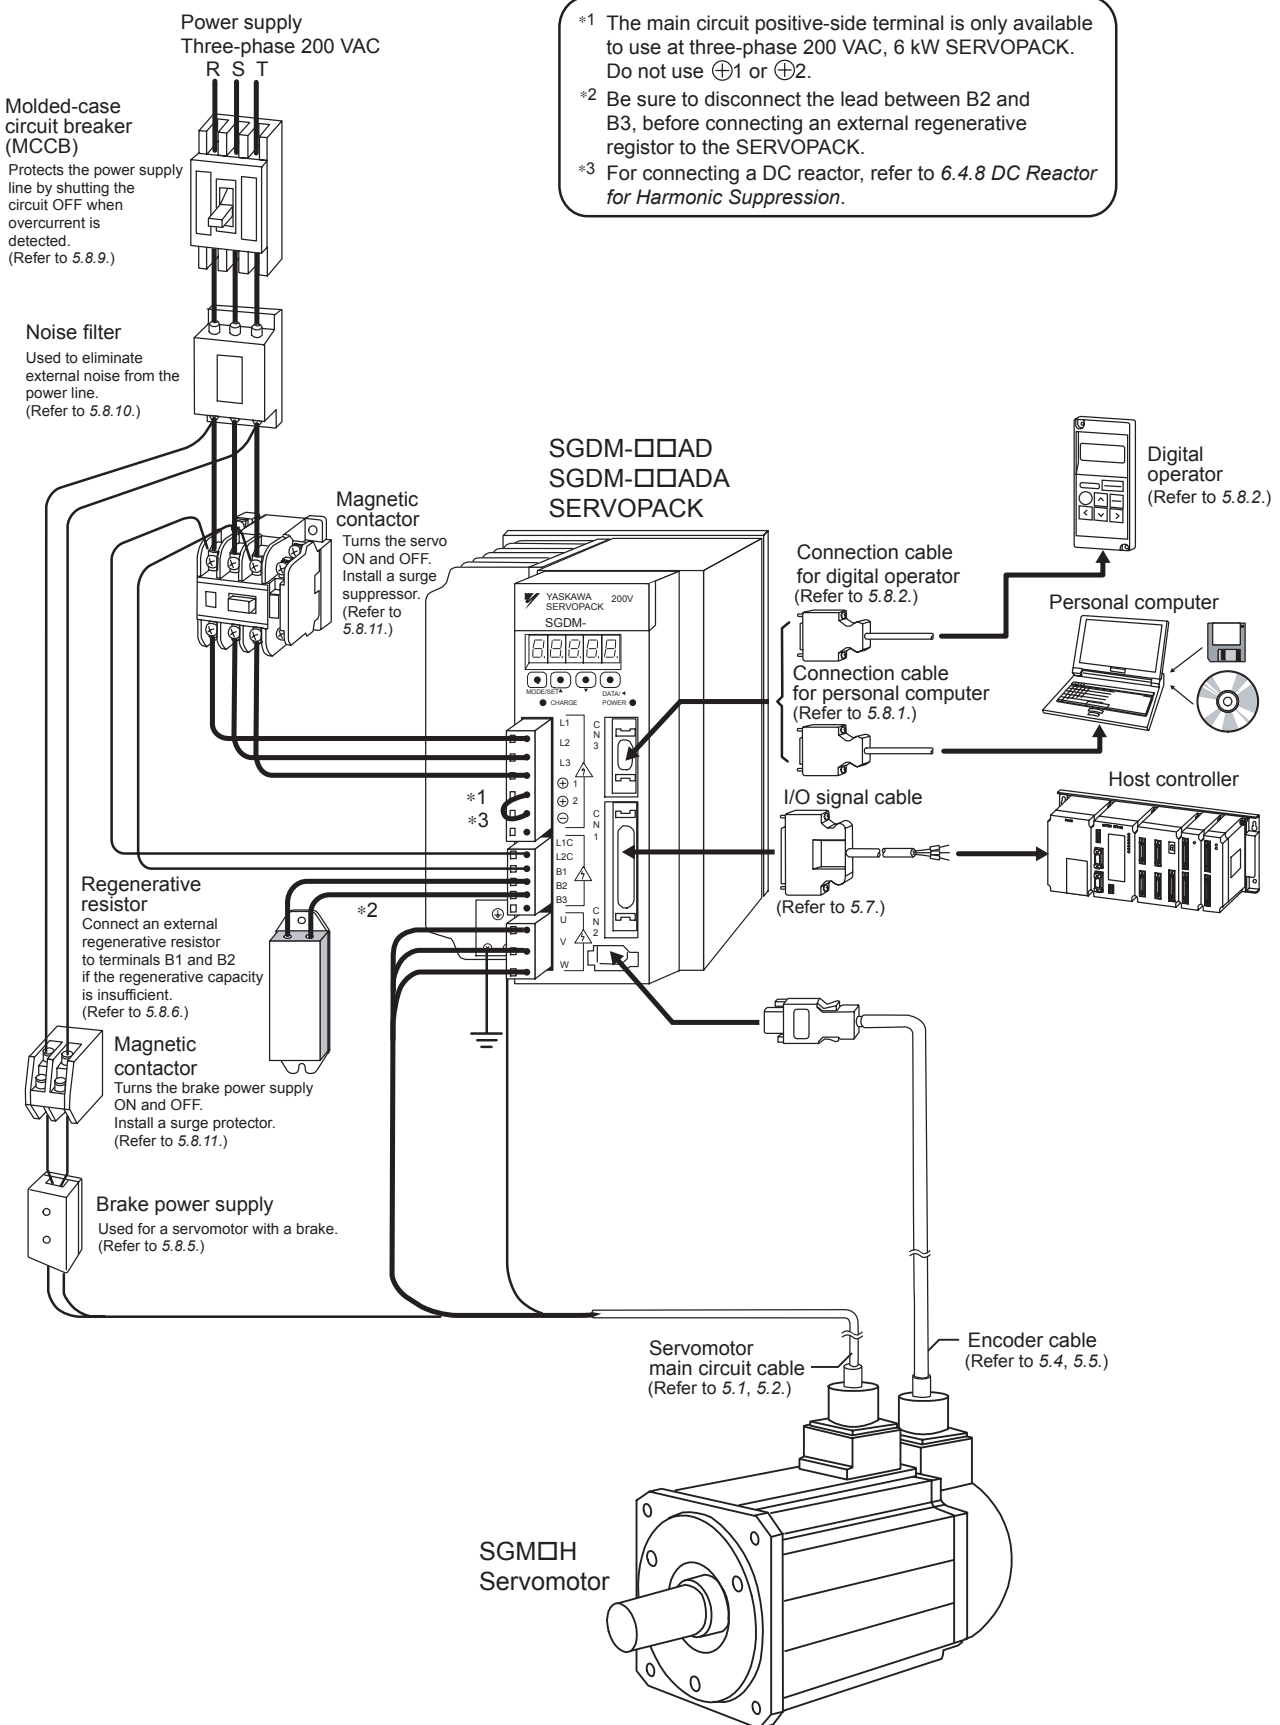 Power supply
Three-phase 200 VAC
R S T
*1 The main circuit positive-side terminal is only available
to use at three-phase 200 VAC, 6 kW SERVOPACK.
Do not use ⊕1 or ⊕2.
*2 Be sure to disconnect the lead between B2 and
B3, before connecting an external regenerative
registor to the SERVOPACK.
*3 For connecting a DC reactor, refer to 6.4.8 DC Reactor
for Harmonic Suppression.
Molded-case
circuit breaker
(MCCB)
Protects the power supply
line by shutting the
circuit OFF when
overcurrent is
detected.
(Refer to 5.8.9.)
Noise filter
Used to eliminate
external noise from the
power line.
(Refer to 5.8.10.)
Magnetic
contactor
Turns the servo
ON and OFF.
Install a surge
suppressor.
(Refer to
5.8.11.)
SGDM-□□AD
SGDM-□□ADA
SERVOPACK
YASKAWA
SERVOPACK
200V
SGDM-
8.8.8.8.8.
MODE/SET▲
▼
DATA/◄
CHARGE
POWER
L1
L2
L3
⊕ 1
⊕ 2
⊖
L1C
L2C
B1
B2
B3
U
V
W
CN3
CN1
CN2
*1
*3
*2
Digital
operator
(Refer to 5.8.2.)
Connection cable
for digital operator
(Refer to 5.8.2.)
Personal computer
Connection cable
for personal computer
(Refer to 5.8.1.)
Host controller
I/O signal cable
(Refer to 5.7.)
Regenerative
resistor
Connect an external
regenerative resistor
to terminals B1 and B2
if the regenerative capacity
is insufficient.
(Refer to 5.8.6.)
Magnetic
contactor
Turns the brake power supply
ON and OFF.
Install a surge protector.
(Refer to 5.8.11.)
Brake power supply
Used for a servomotor with a brake.
(Refer to 5.8.5.)
Servomotor
main circuit cable
(Refer to 5.1, 5.2.)
Encoder cable
(Refer to 5.4, 5.5.)
SGM□H
Servomotor